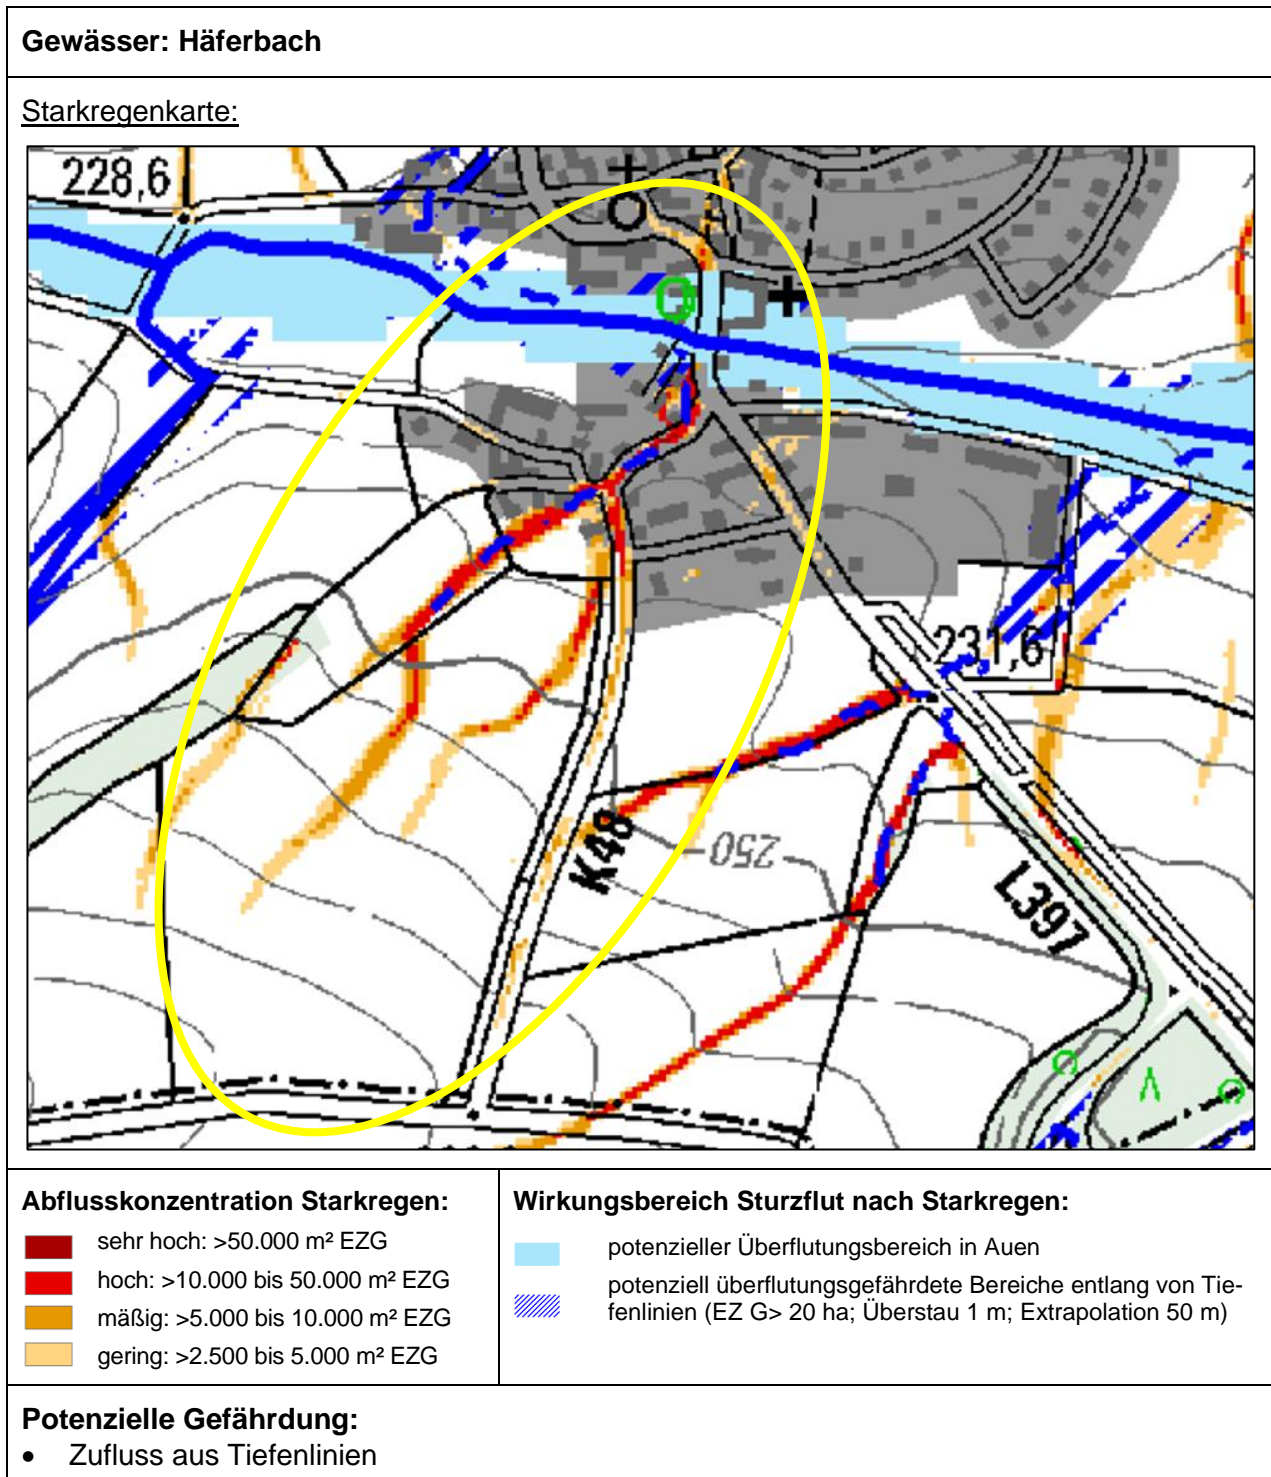 Gewässer: Häferbach
Starkregenkarte:
228,6
231,6
K48
250
L397
Abflusskonzentration Starkregen:
sehr hoch: >50.000 m² EZG
hoch: >10.000 bis 50.000 m² EZG
mäßig: >5.000 bis 10.000 m² EZG
gering: >2.500 bis 5.000 m² EZG
Wirkungsbereich Sturzflut nach Starkregen:
potenzieller Überflutungsbereich in Auen
potenziell überflutungsgefährdete Bereiche entlang von Tie-
fenlinien (EZ G> 20 ha; Überstau 1 m; Extrapolation 50 m)
Potenzielle Gefährdung:
• Zufluss aus Tiefenlinien